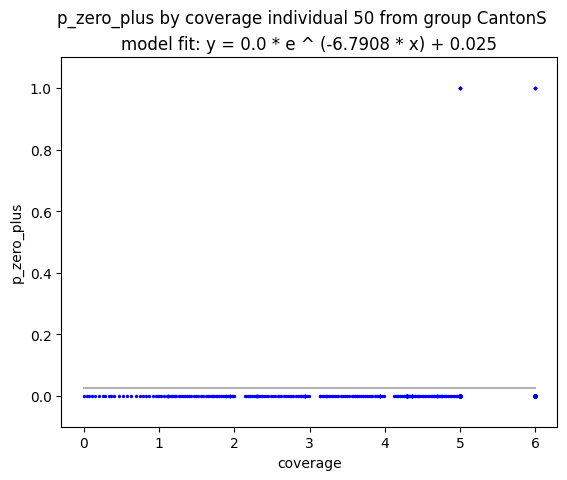 p_zero_plus by coverage individual 50 from group CantonS
model fit: y = 0.0 * e ^ (-6.7908 * x) + 0.025
1.0
0.8
0.6
0.4
0.2
0.0
p_zero_plus
0 1 2 3 4 5 6
coverage